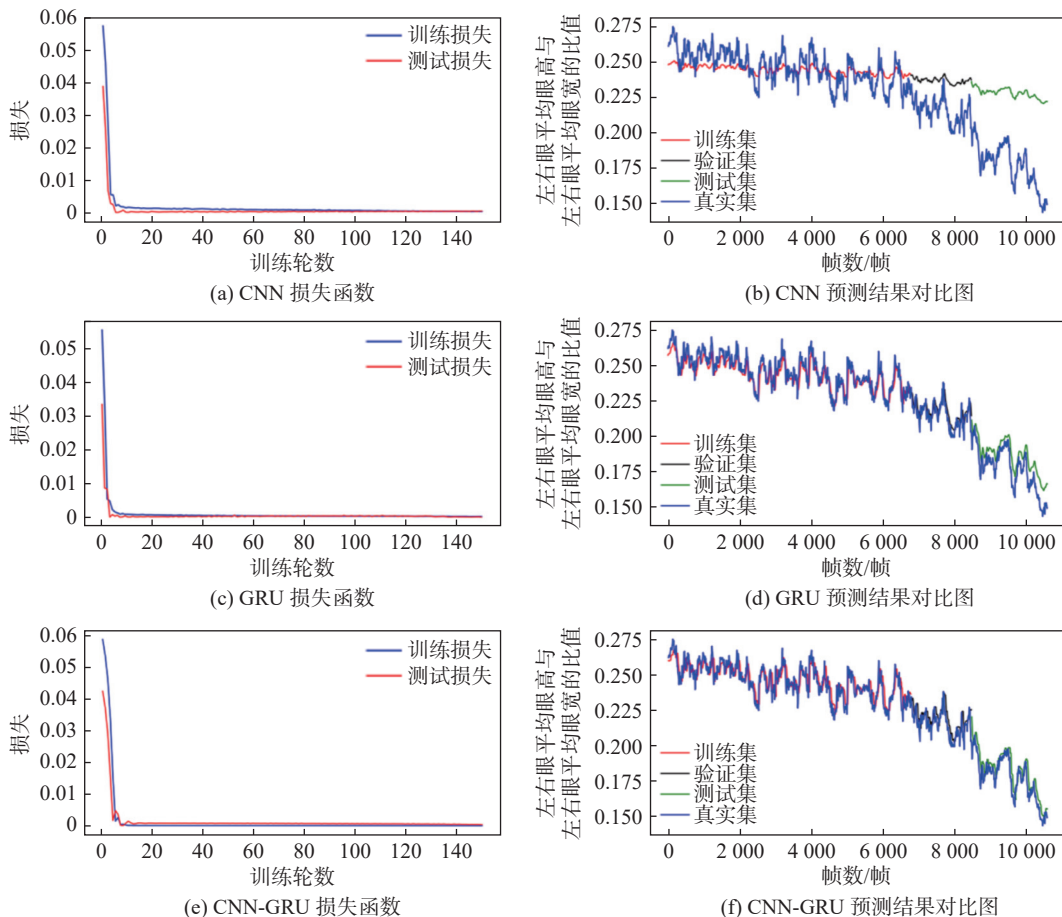 0.06
0.05
0.04
0.03
0.02
0.01
0
损失
训练损失
测试损失
0 20 40 60 80 100 120 140
训练轮数
(a) CNN 损失函数
0.275
0.250
0.225
0.200
0.175
0.150
左右眼平均眼高与
左右眼平均眼宽的比值
训练集
验证集
测试集
真实集
0 2 000 4 000 6 000 8 000 10 000
帧数/帧
(b) CNN 预测结果对比图
0.05
0.04
0.03
0.02
0.01
0
损失
训练损失
测试损失
0 20 40 60 80 100 120 140
训练轮数
(c) GRU 损失函数
0.275
0.250
0.225
0.200
0.175
0.150
左右眼平均眼高与
左右眼平均眼宽的比值
训练集
验证集
测试集
真实集
0 2 000 4 000 6 000 8 000 10 000
帧数/帧
(d) GRU 预测结果对比图
0.06
0.05
0.04
0.03
0.02
0.01
0
损失
训练损失
测试损失
0 20 40 60 80 100 120 140
训练轮数
(e) CNN-GRU 损失函数
0.275
0.250
0.225
0.200
0.175
0.150
左右眼平均眼高与
左右眼平均眼宽的比值
训练集
验证集
测试集
真实集
0 2 000 4 000 6 000 8 000 10 000
帧数/帧
(f) CNN-GRU 预测结果对比图